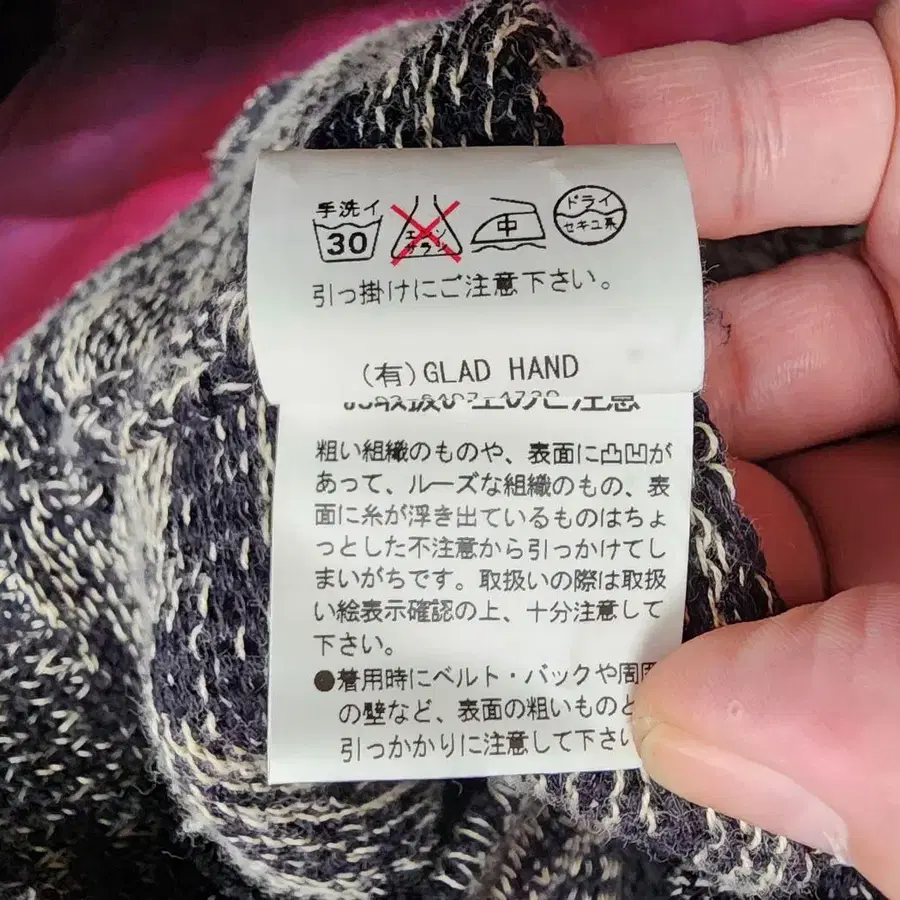 手洗イ
30
エンソ
サラシ
中
ドライ
セキユ系
引っ掛けにご注意下さい。
(有)GLAD HAND
粗い組織のものや、表面に凸凹が
あって、ルーズな組織のもの、表
面に糸が浮き出ているものはちょ
っとした不注意から引っかけてし
まいがちです。取扱いの際は取扱
い絵表示確認の上、十分注意して
下さい。
●着用時にベルト・バックや周
の壁など、表面の粗いものと
引っかかりに注意して下さい